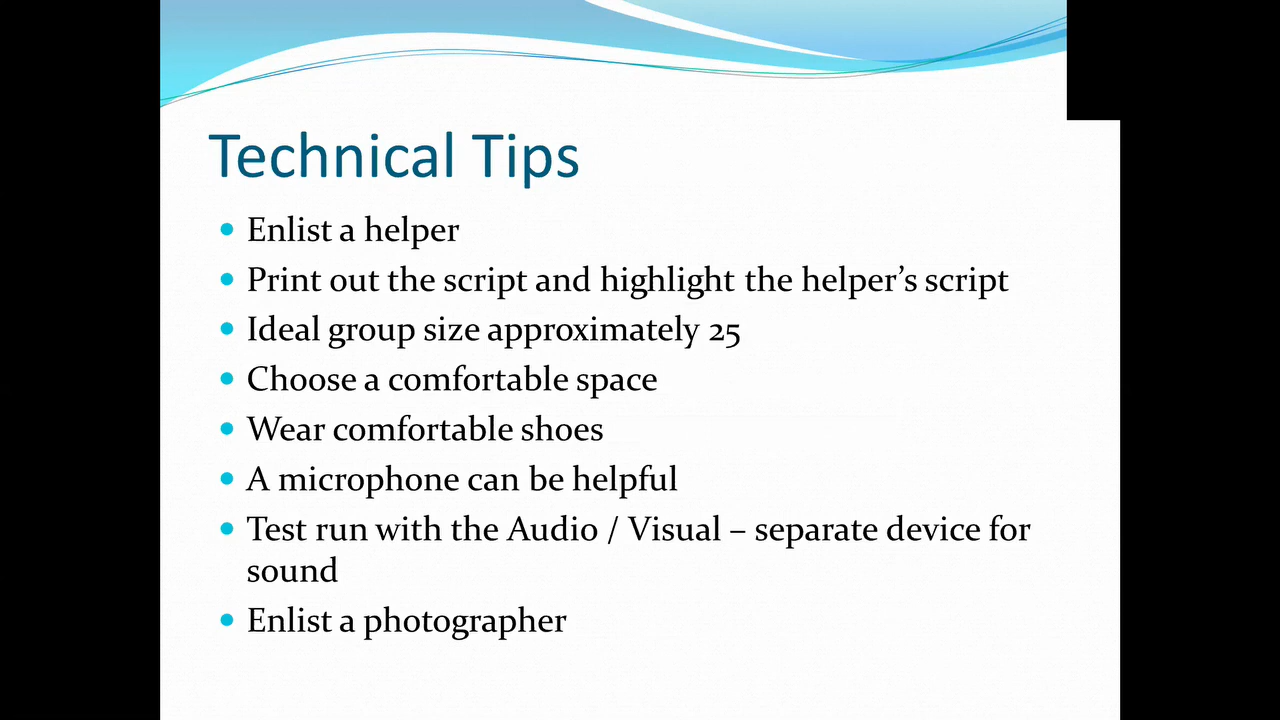 Technical Tips
Enlist a helper
Print out the script and highlight the helper’s script
Ideal group size approximately 25
Choose a comfortable space
Wear comfortable shoes
A microphone can be helpful
Test run with the Audio / Visual – separate device for
sound
Enlist a photographer